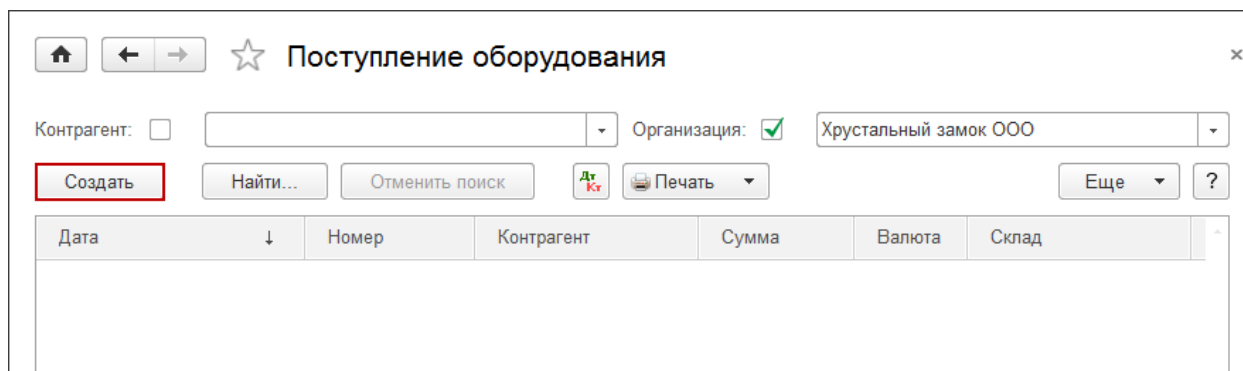 Поступление оборудования
Контрагент: Организация: Хрустальный замок ООО
Создать Найти... Отменить поиск Дт Кт Печать Еще ?
Дата ↓ Номер Контрагент Сумма Валюта Склад